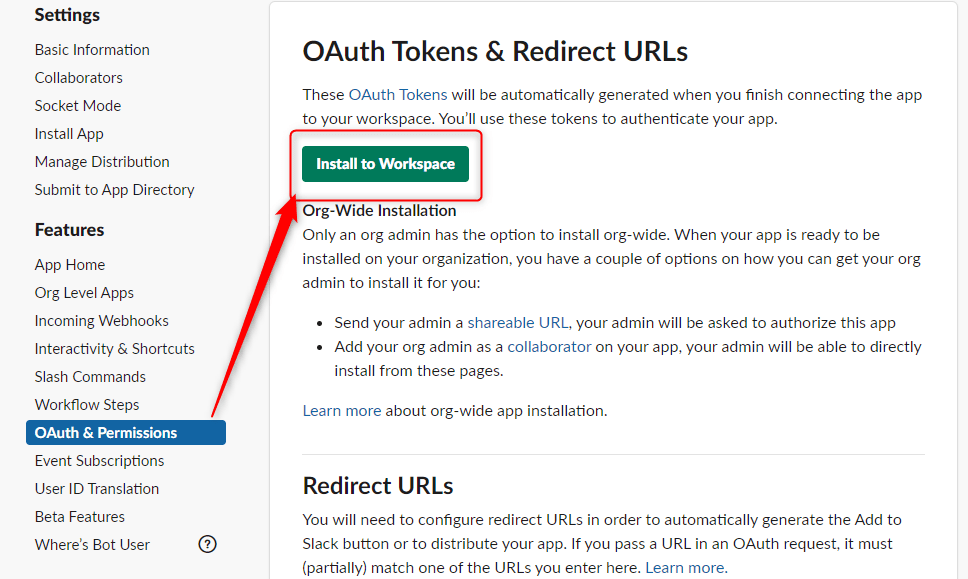 Settings
Basic Information
Collaborators
Socket Mode
Install App
Manage Distribution
Submit to App Directory
Features
App Home
Org Level Apps
Incoming Webhooks
Interactivity & Shortcuts
Slash Commands
Workflow Steps
OAuth & Permissions
Event Subscriptions
User ID Translation
Beta Features
Where's Bot User
?
OAuth Tokens & Redirect URLs
These OAuth Tokens will be automatically generated when you finish connecting the app
to your workspace. You'll use these tokens to authenticate your app.
Install to Workspace
Org-Wide Installation
Only an org admin has the option to install org-wide. When your app is ready to be
installed on your organization, you have a couple of options on how you can get your org
admin to install it for you:
• Send your admin a shareable URL, your admin will be asked to authorize this app
• Add your org admin as a collaborator on your app, your admin will be able to directly
install from these pages.
Learn more about org-wide app installation.
Redirect URLs
You will need to configure redirect URLs in order to automatically generate the Add to
Slack button or to distribute your app. If you pass a URL in an OAuth request, it must
(partially) match one of the URLs you enter here. Learn more.